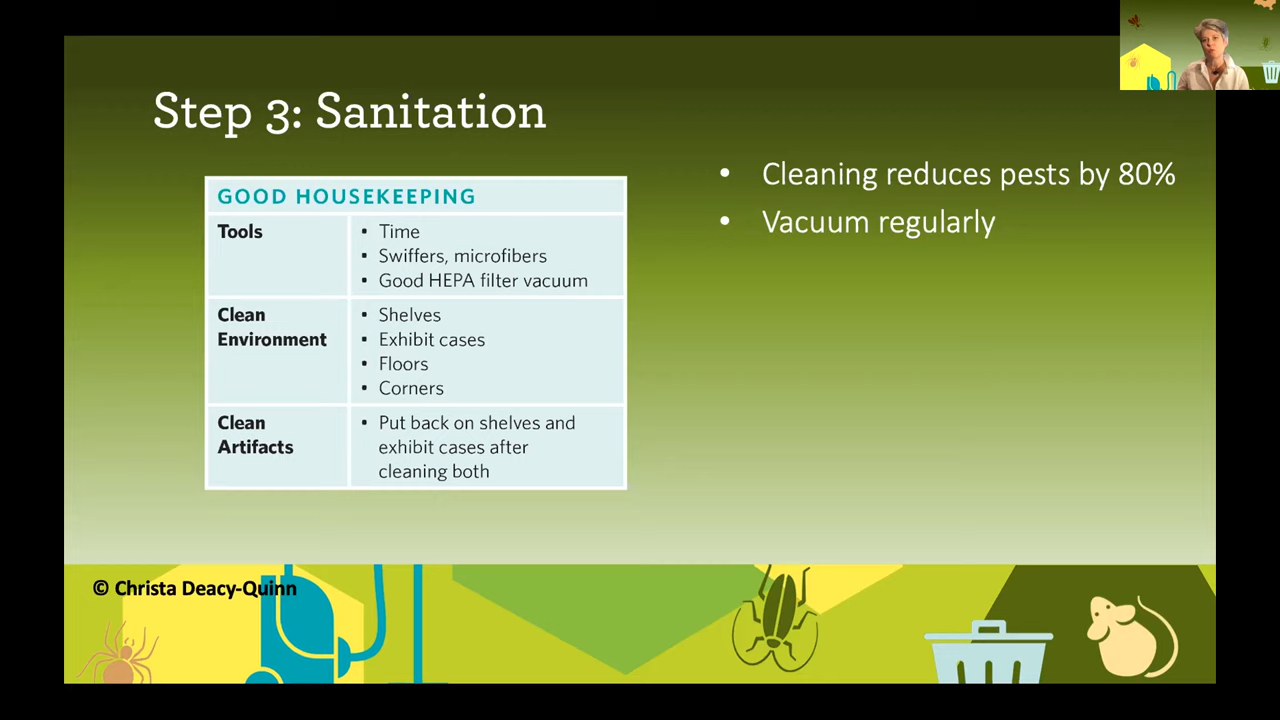 Step 3: Sanitation
GOOD HOUSEKEEPING
Tools
• Time
• Swiffers, microfibers
• Good HEPA filter vacuum
Clean
Environment
• Shelves
• Exhibit cases
• Floors
• Corners
Clean
Artifacts
• Put back on shelves and
exhibit cases after
cleaning both
• Cleaning reduces pests by 80%
• Vacuum regularly
© Christa Deacy-Quinn